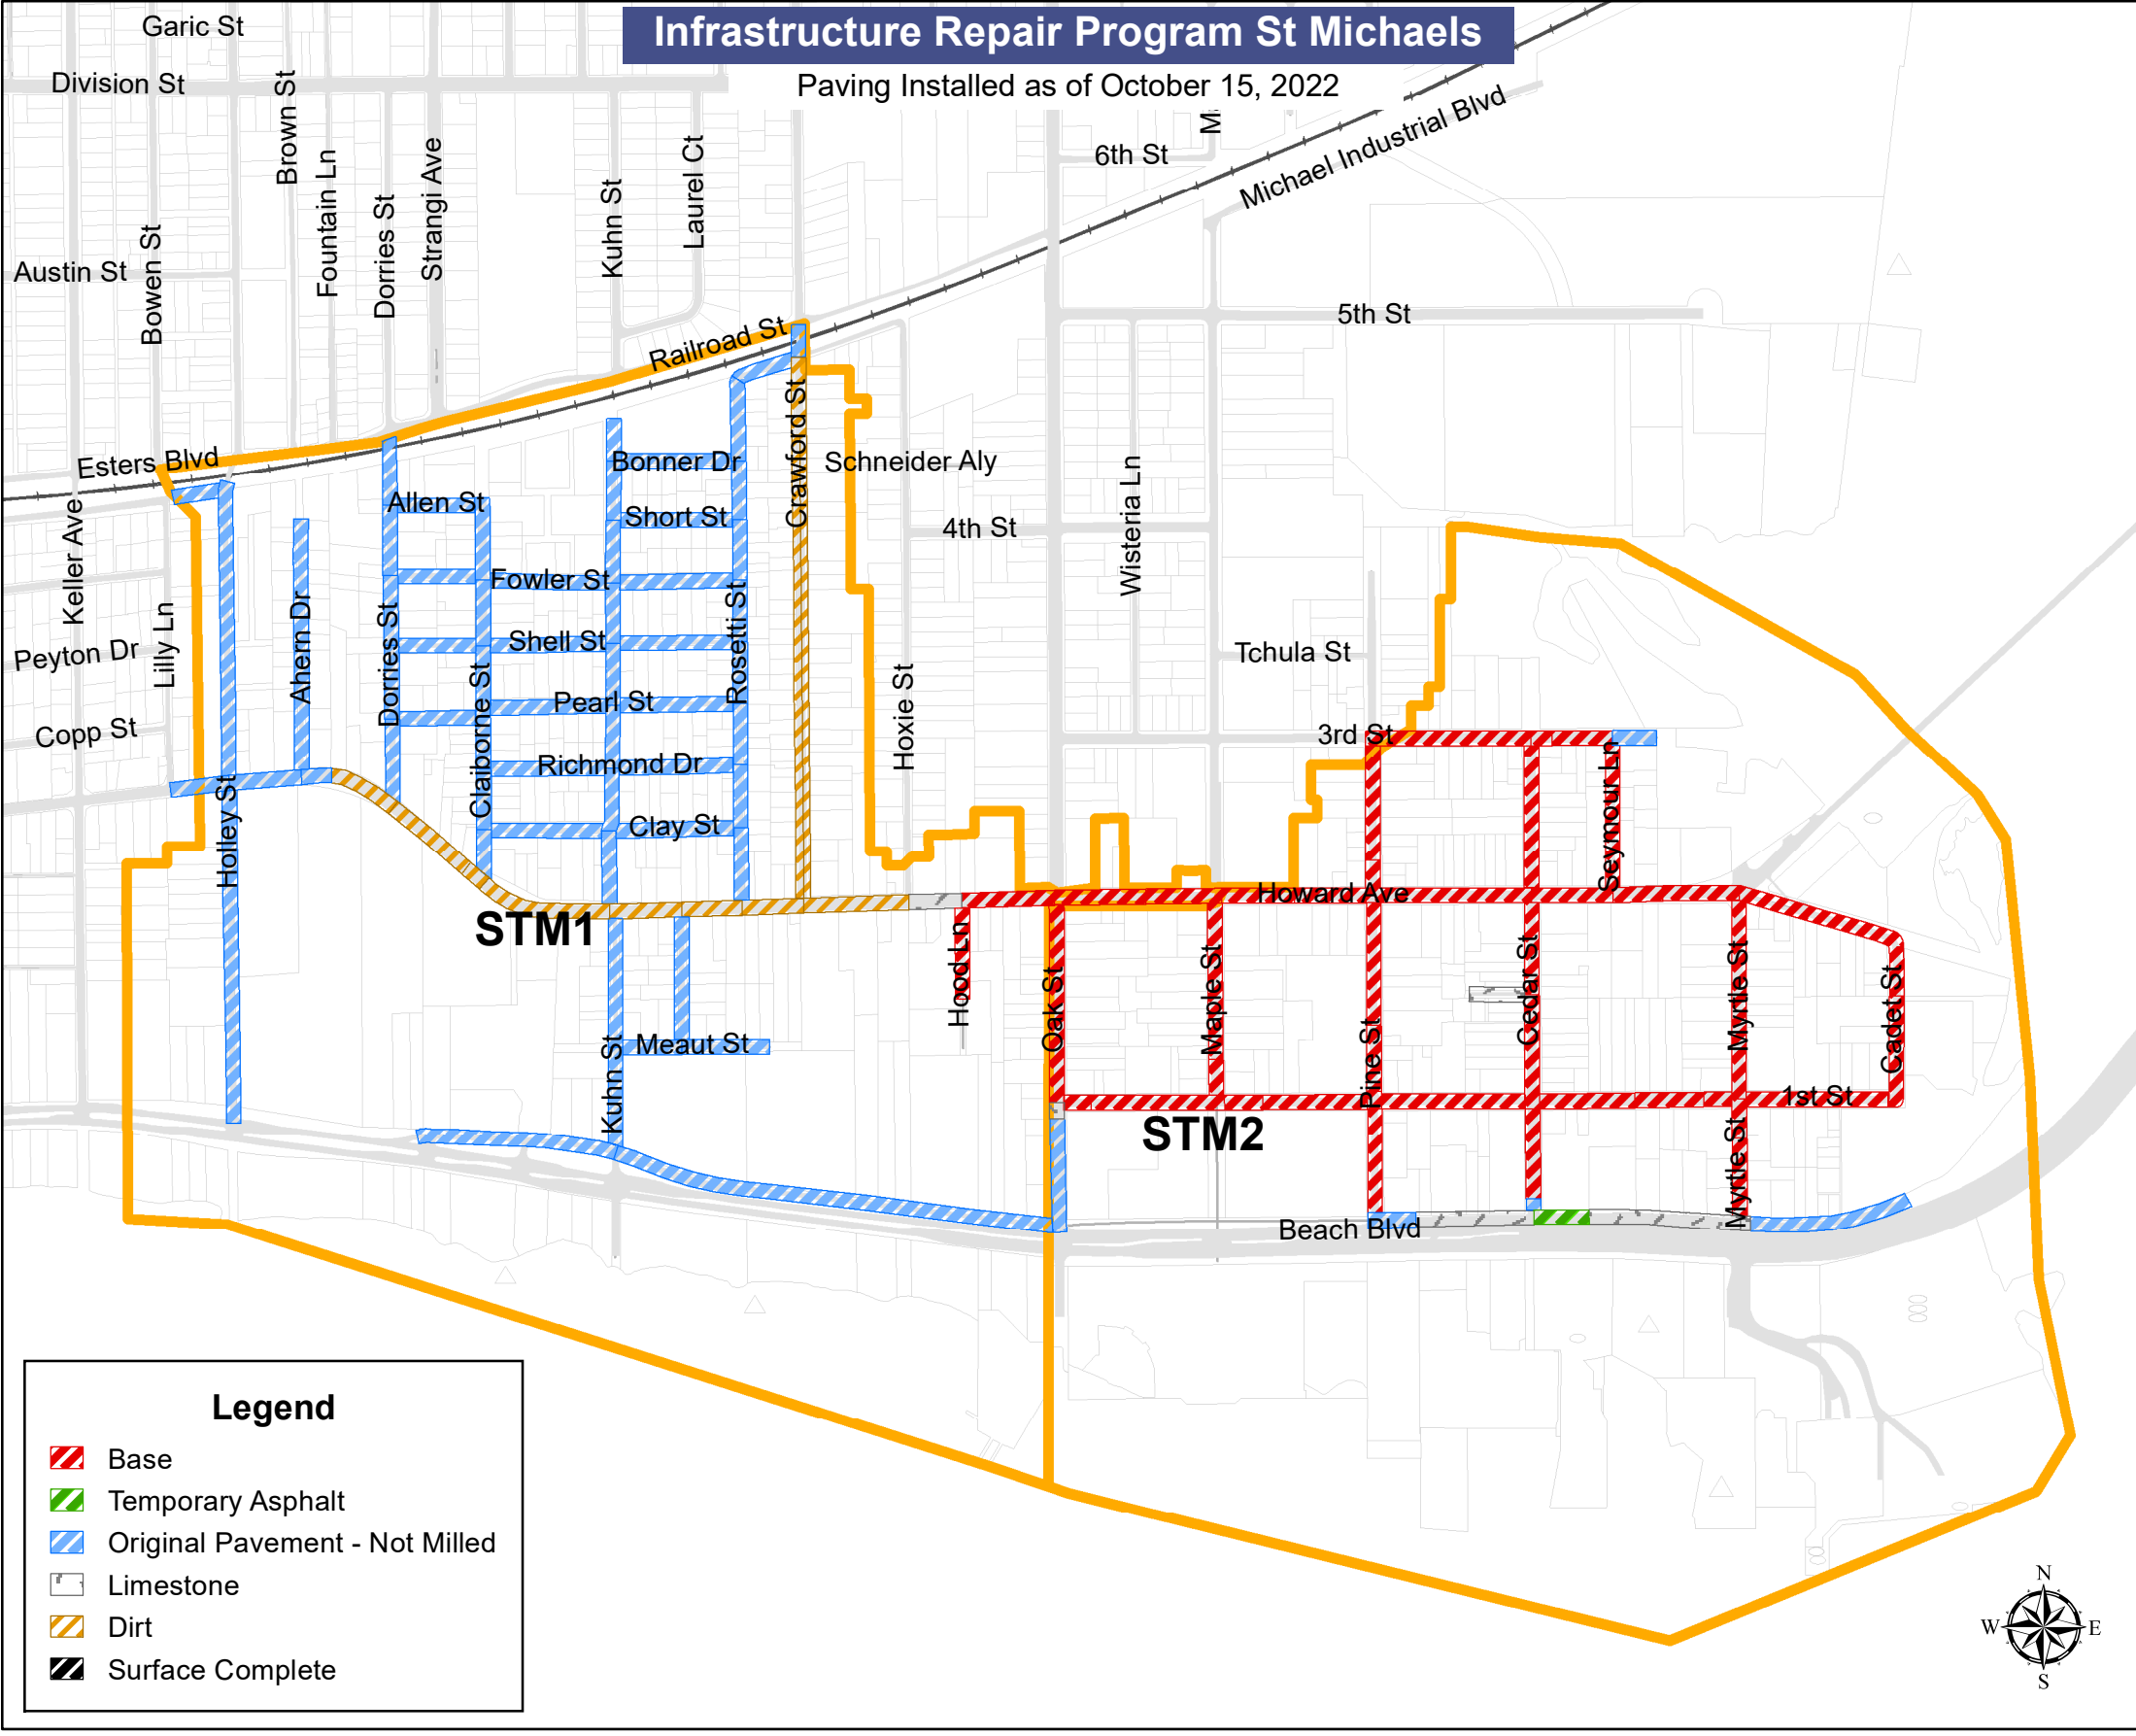 Infrastructure Repair Program St Michaels
Paving Installed as of October 15, 2022
Garic St
Division St
Brown St
Fountain Ln
Dorries St
Strangi Ave
Kuhn St
Laurel Ct
M
6th St
Michael Industrial Blvd
Austin St
Bowen St
5th St
Railroad St
Esters Blvd
Keller Ave
Allen St
Bonner Dr
Short St
Crawford St
Schneider Aly
4th St
Wisteria Ln
Fowler St
Shell St
Pearl St
Richmond Dr
Clay St
Rosetti St
Peyton Dr
Lilly Ln
Ahern Dr
Dorries St
Claiborne St
Copp St
Holley St
Hoxie St
Tchula St
3rd St
Seymour Ln
Howard Ave
STM1
Hood Ln
Oak St
Maple St
Pine St
Cedar St
Myrtle St
Cadet St
Meaut St
Kuhn St
1st St
STM2
Myrtle St
Beach Blvd
Legend
Base
Temporary Asphalt
Original Pavement - Not Milled
Limestone
Dirt
Surface Complete
N
W E
S